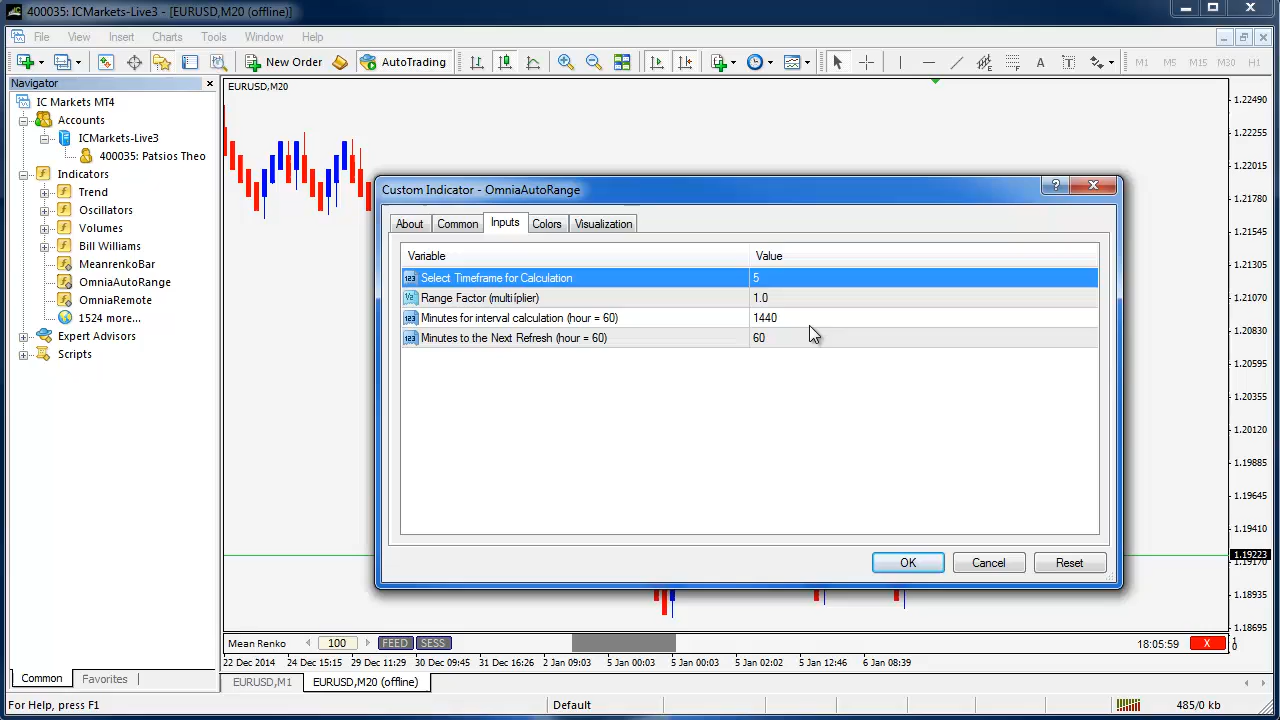 400035: ICMarkets-Live3 - [EURUSD,M20 (offline)]
File View Insert Charts Tools Window Help
New Order AutoTrading A T M1 M5 M15 M30 H1
Navigator
IC Markets MT4
Accounts
ICMarkets-Live3
400035: Patsios Theo
Indicators
Trend
Oscillators
Volumes
Bill Williams
MeanrenkoBar
OmniaAutoRange
OmniaRemote
1524 more...
Expert Advisors
Scripts
Common Favorites
EURUSD,M20
Custom Indicator - OmniaAutoRange
About Common Inputs Colors Visualization
Variable Value
Select Timeframe for Calculation 5
Range Factor (multíplier) 1.0
Minutes for interval calculation (hour = 60) 1440
Minutes to the Next Refresh (hour = 60) 60
OK Cancel Reset
1.22490
1.22255
1.22015
1.21780
1.21545
1.21305
1.21070
1.20830
1.20595
1.20355
1.20120
1.19885
1.19645
1.19410
1.19223
1.19170
1.18935
1.18695
Mean Renko 100 FEED SESS 18:05:59 X 1 0
22 Dec 2014 24 Dec 15:15 29 Dec 11:29 30 Dec 09:45 31 Dec 16:26 2 Jan 09:03 5 Jan 00:03 5 Jan 00:03 5 Jan 02:02 5 Jan 12:46 6 Jan 08:39
EURUSD,M1 EURUSD,M20 (offline)
For Help, press F1 Default 485/0 kb